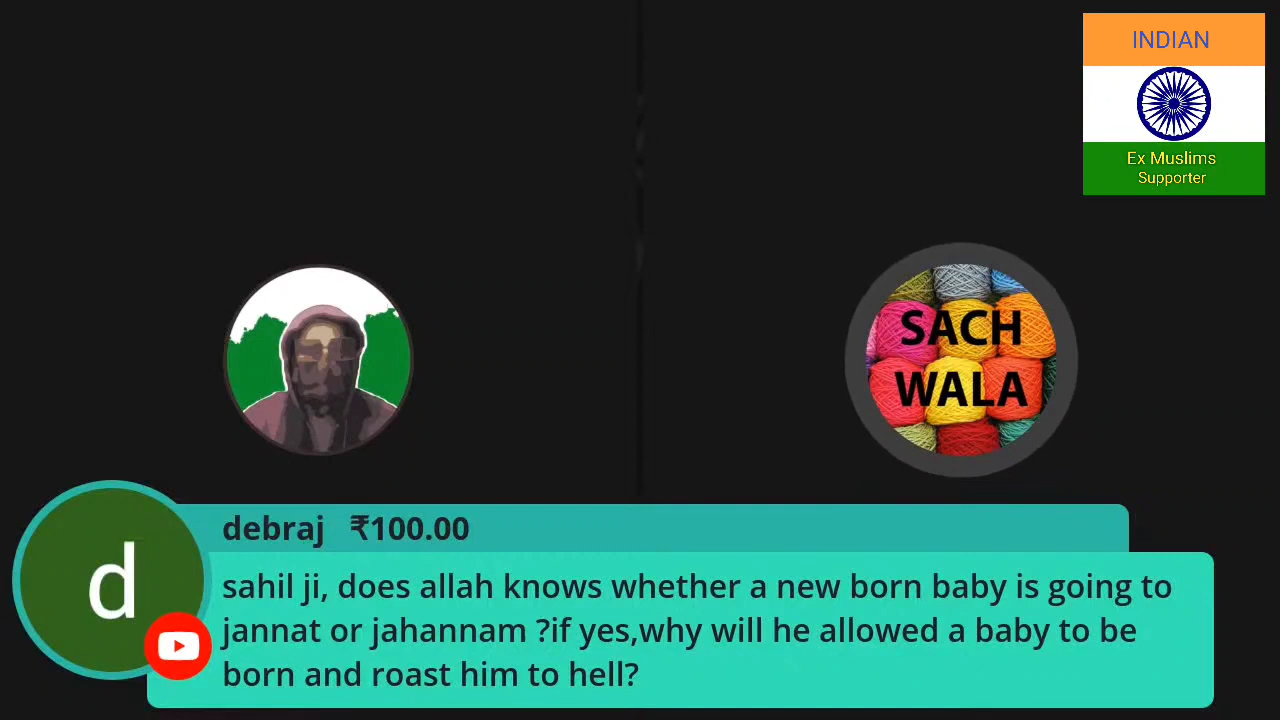 INDIAN
Ex Muslims
Supporter
SACH
WALA
d
debraj ₹100.00
sahil ji, does allah knows whether a new born baby is going to
jannat or jahannam ?if yes,why will he allowed a baby to be
born and roast him to hell?